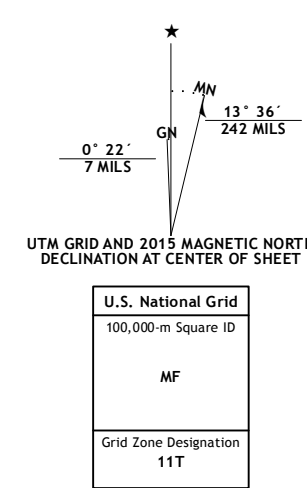 ★
MN
GN
13° 36´
242 MILS
0° 22´
7 MILS
UTM GRID AND 2015 MAGNETIC NORTH
DECLINATION AT CENTER OF SHEET
U.S. National Grid
100,000-m Square ID
MF
Grid Zone Designation
11T